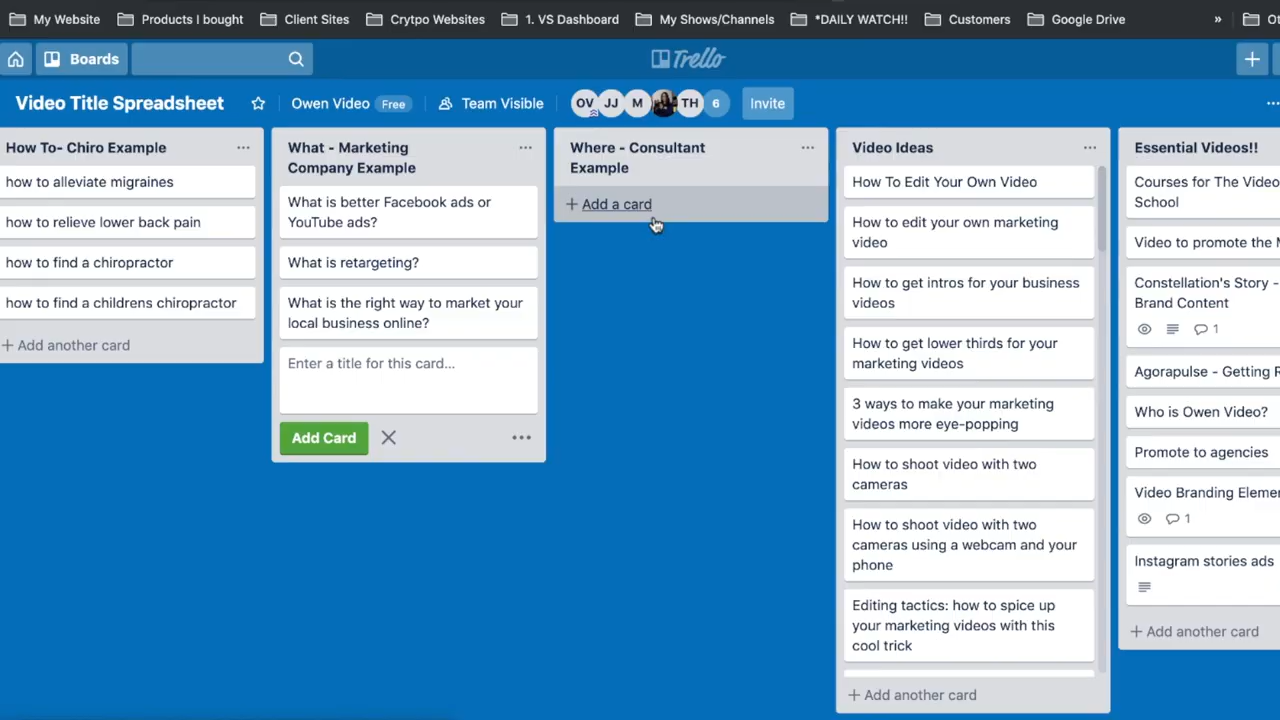 My Website
Products I bought
Client Sites
Crytpo Websites
1. VS Dashboard
My Shows/Channels
*DAILY WATCH!!
Customers
Google Drive
»
Boards
Trello
Video Title Spreadsheet
Owen Video
Free
Team Visible
OV
JJ
M
TH
6
Invite
How To- Chiro Example
how to alleviate migraines
how to relieve lower back pain
how to find a chiropractor
how to find a childrens chiropractor
+ Add another card
What - Marketing
Company Example
What is better Facebook ads or
YouTube ads?
What is retargeting?
What is the right way to market your
local business online?
Enter a title for this card...
Add Card
Where - Consultant
Example
+ Add a card
Video Ideas
How To Edit Your Own Video
How to edit your own marketing
video
How to get intros for your business
videos
How to get lower thirds for your
marketing videos
3 ways to make your marketing
videos more eye-popping
How to shoot video with two
cameras
How to shoot video with two
cameras using a webcam and your
phone
Editing tactics: how to spice up
your marketing videos with this
cool trick
+ Add another card
Essential Videos!!
Courses for The Video
School
Video to promote the
Constellation's Story -
Brand Content
1
Agorapulse - Getting
Who is Owen Video?
Promote to agencies
Video Branding
1
Instagram stories ads
+ Add another card